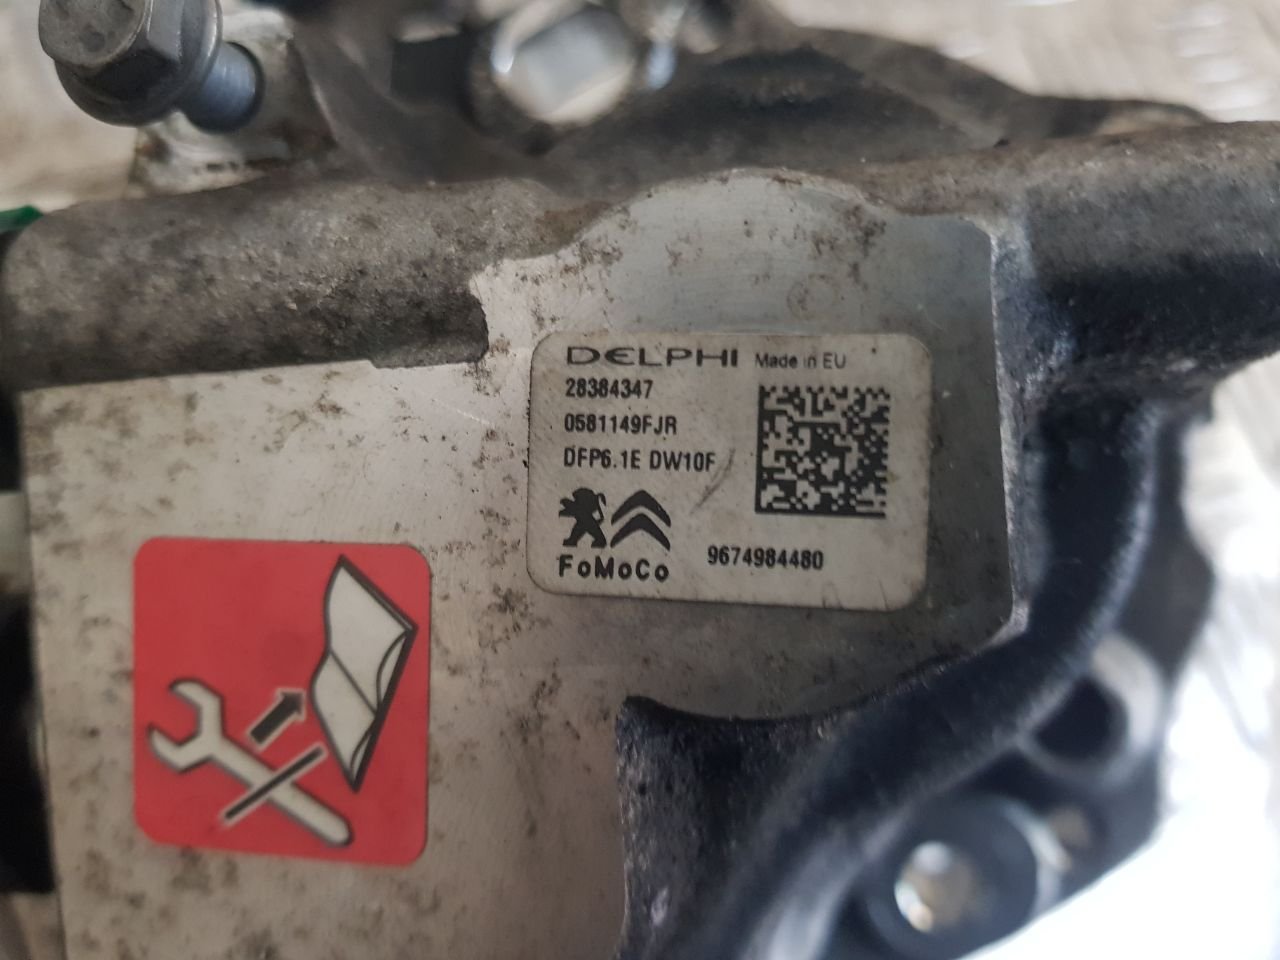 DELPHI Made in EU
28384347
0581149FJR
DFP6.1E DW10F
FoMoCo
9674984480